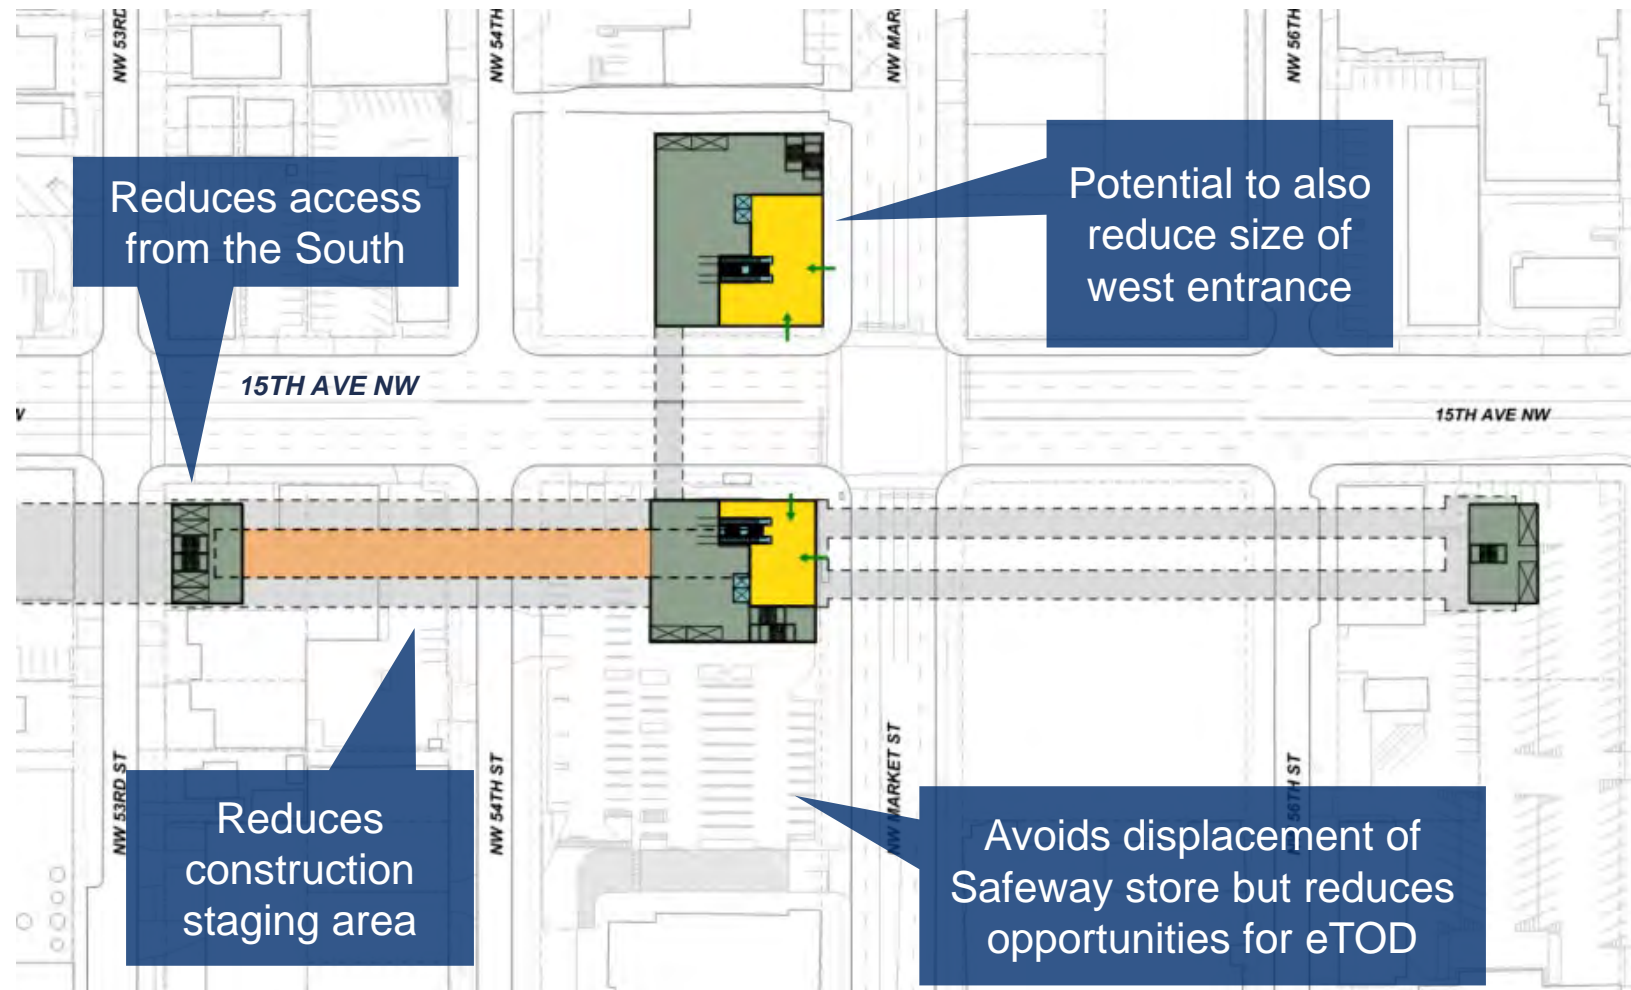 NW 53RD
NW 54TH
NW MAR
NW 56TH
Reduces access
from the South
Potential to also
reduce size of
west entrance
15TH AVE NW
W
15TH AVE NW
NW 53RD ST
NW 54TH ST
NW MARKET ST
NW 56TH ST
Reduces
construction
staging area
Avoids displacement of
Safeway store but reduces
opportunities for eTOD